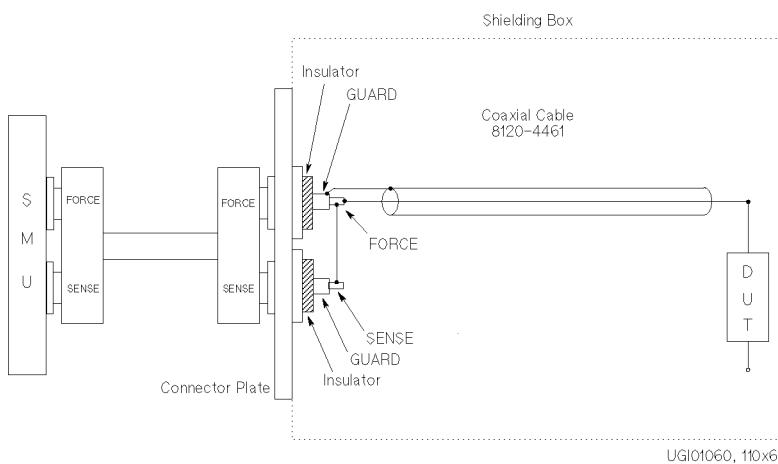 Shielding Box
Insulator
GUARD
Coaxial Cable
8120-4461
S
M
U
FORCE
SENSE
FORCE
SENSE
FORCE
SENSE
GUARD
Insulator
Connector Plate
D
U
T
UGI01060, 110x6